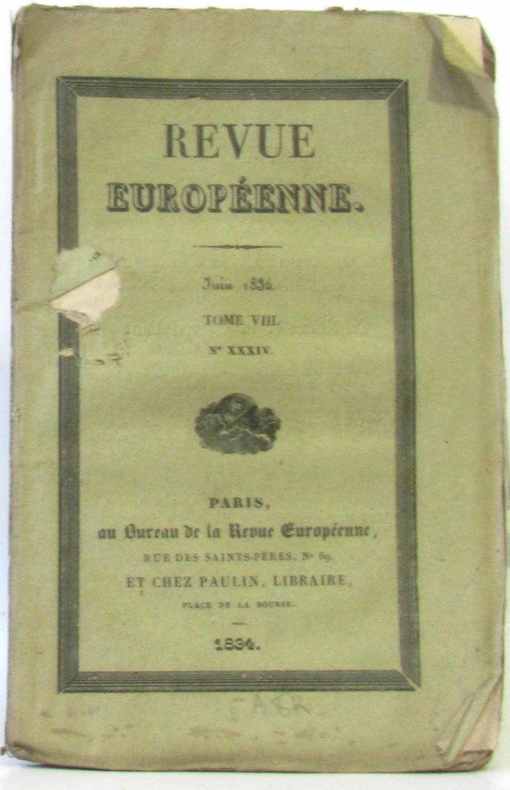 REVUE
EUROPÉENNE.
Juin 1834.
TOME VIII.
Nº XXXIV.
PARIS,
au Bureau de la Revue Européenne,
RUE DES SAINTS-PÈRES, Nº 69,
ET CHEZ PAULIN, LIBRAIRE,
PLACE DE LA BOURSE.
1834.